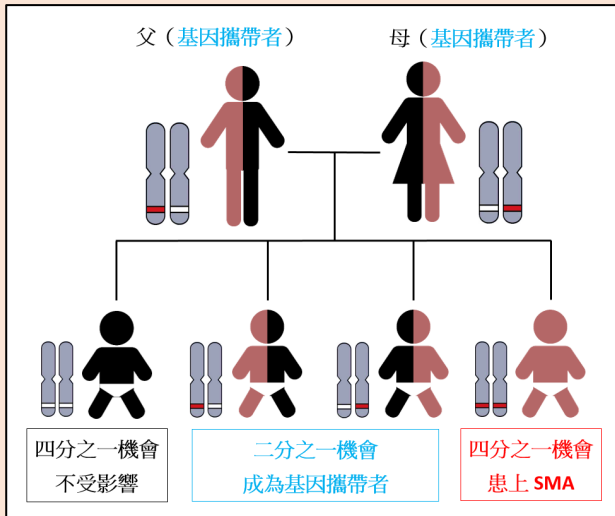 父（基因攜帶者）
母（基因攜帶者）
四分之一機會
不受影響
二分之一機會
成為基因攜帶者
四分之一機會
患上 SMA